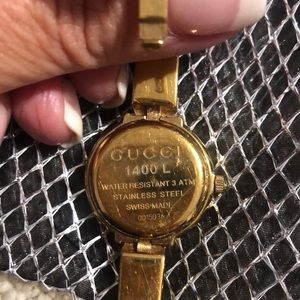 GUCCI
1400 L
WATER RESISTANT 3 ATM
STAINLESS STEEL
SWISS MADE